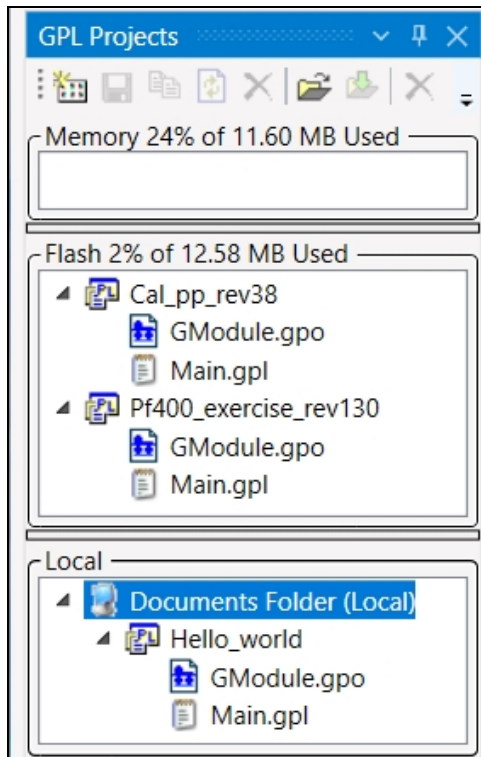 GPL Projects
Memory 24% of 11.60 MB Used
Flash 2% of 12.58 MB Used
Cal_pp_rev38
GModule.gpo
Main.gpl
Pf400_exercise_rev130
GModule.gpo
Main.gpl
Local
Documents Folder (Local)
Hello_world
GModule.gpo
Main.gpl